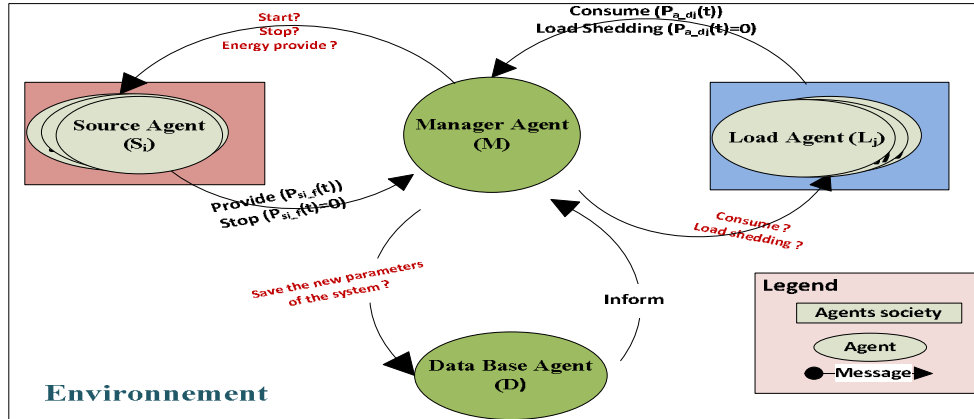 Start?
Stop?
Energy provide ?
Consume (Pa_dj(t))
Load Shedding (Pa_dj(t)=0)
Source Agent
(Si)
Manager Agent
(M)
Load Agent (Lj)
Provide (Psi_f(t))
Stop (Psi_f(t)=0)
Consume ?
Load shedding ?
Save the new parameters
of the system ?
Inform
Data Base Agent
(D)
Legend
Agents society
Agent
Message
Environnement